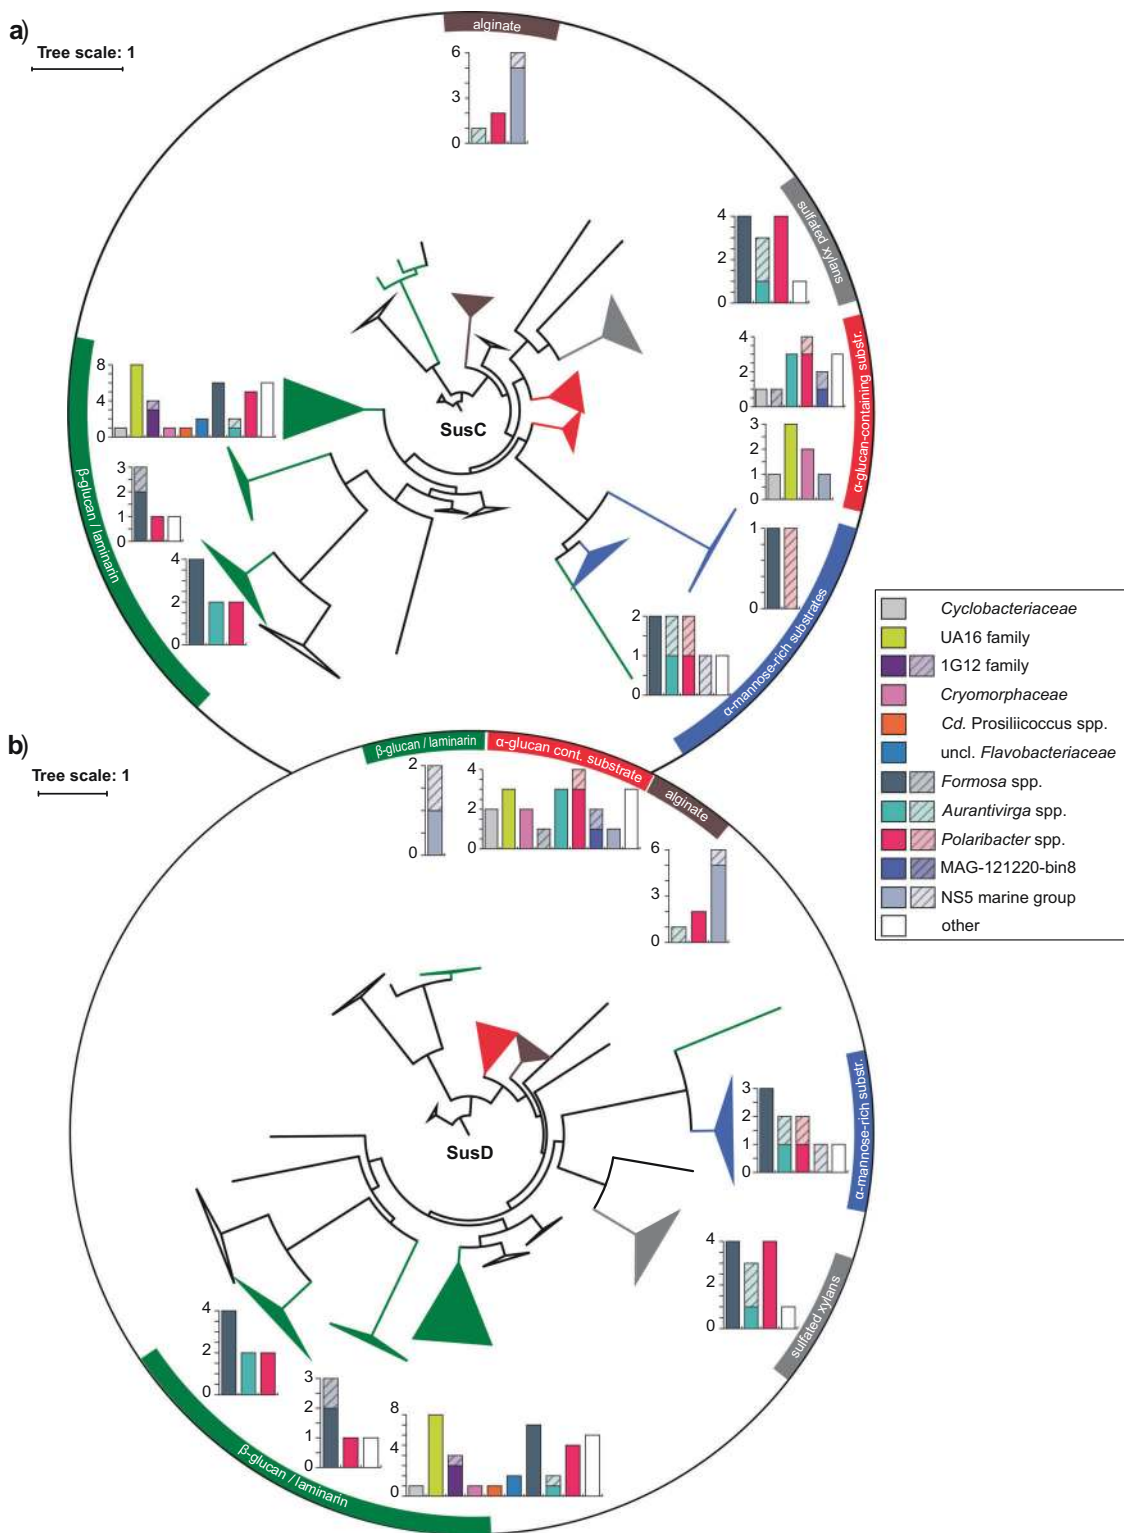 a)
Tree scale: 1
alginate
6
3
0
sulfated xylans
4
2
0
α-glucan-containing substr.
4
2
0
3
2
1
0
β-glucan / laminarin
8
4
0
3
2
1
0
4
2
0
SusC
α-mannose-rich substrates
1
0
2
1
0
Cyclobacteriaceae
UA16 family
1G12 family
Cryomorphaceae
Cd. Prosiliicoccus spp.
uncl. Flavobacteriaceae
Formosa spp.
Aurantivirga spp.
Polaribacter spp.
MAG-121220-bin8
NS5 marine group
other
b)
Tree scale: 1
β-glucan / laminarin
2
0
α-glucan cont. substrate
4
2
0
alginate
6
3
0
SusD
α-mannose-rich substr.
3
2
1
0
sulfated xylans
4
2
0
β-glucan / laminarin
4
2
0
3
2
1
0
8
4
0